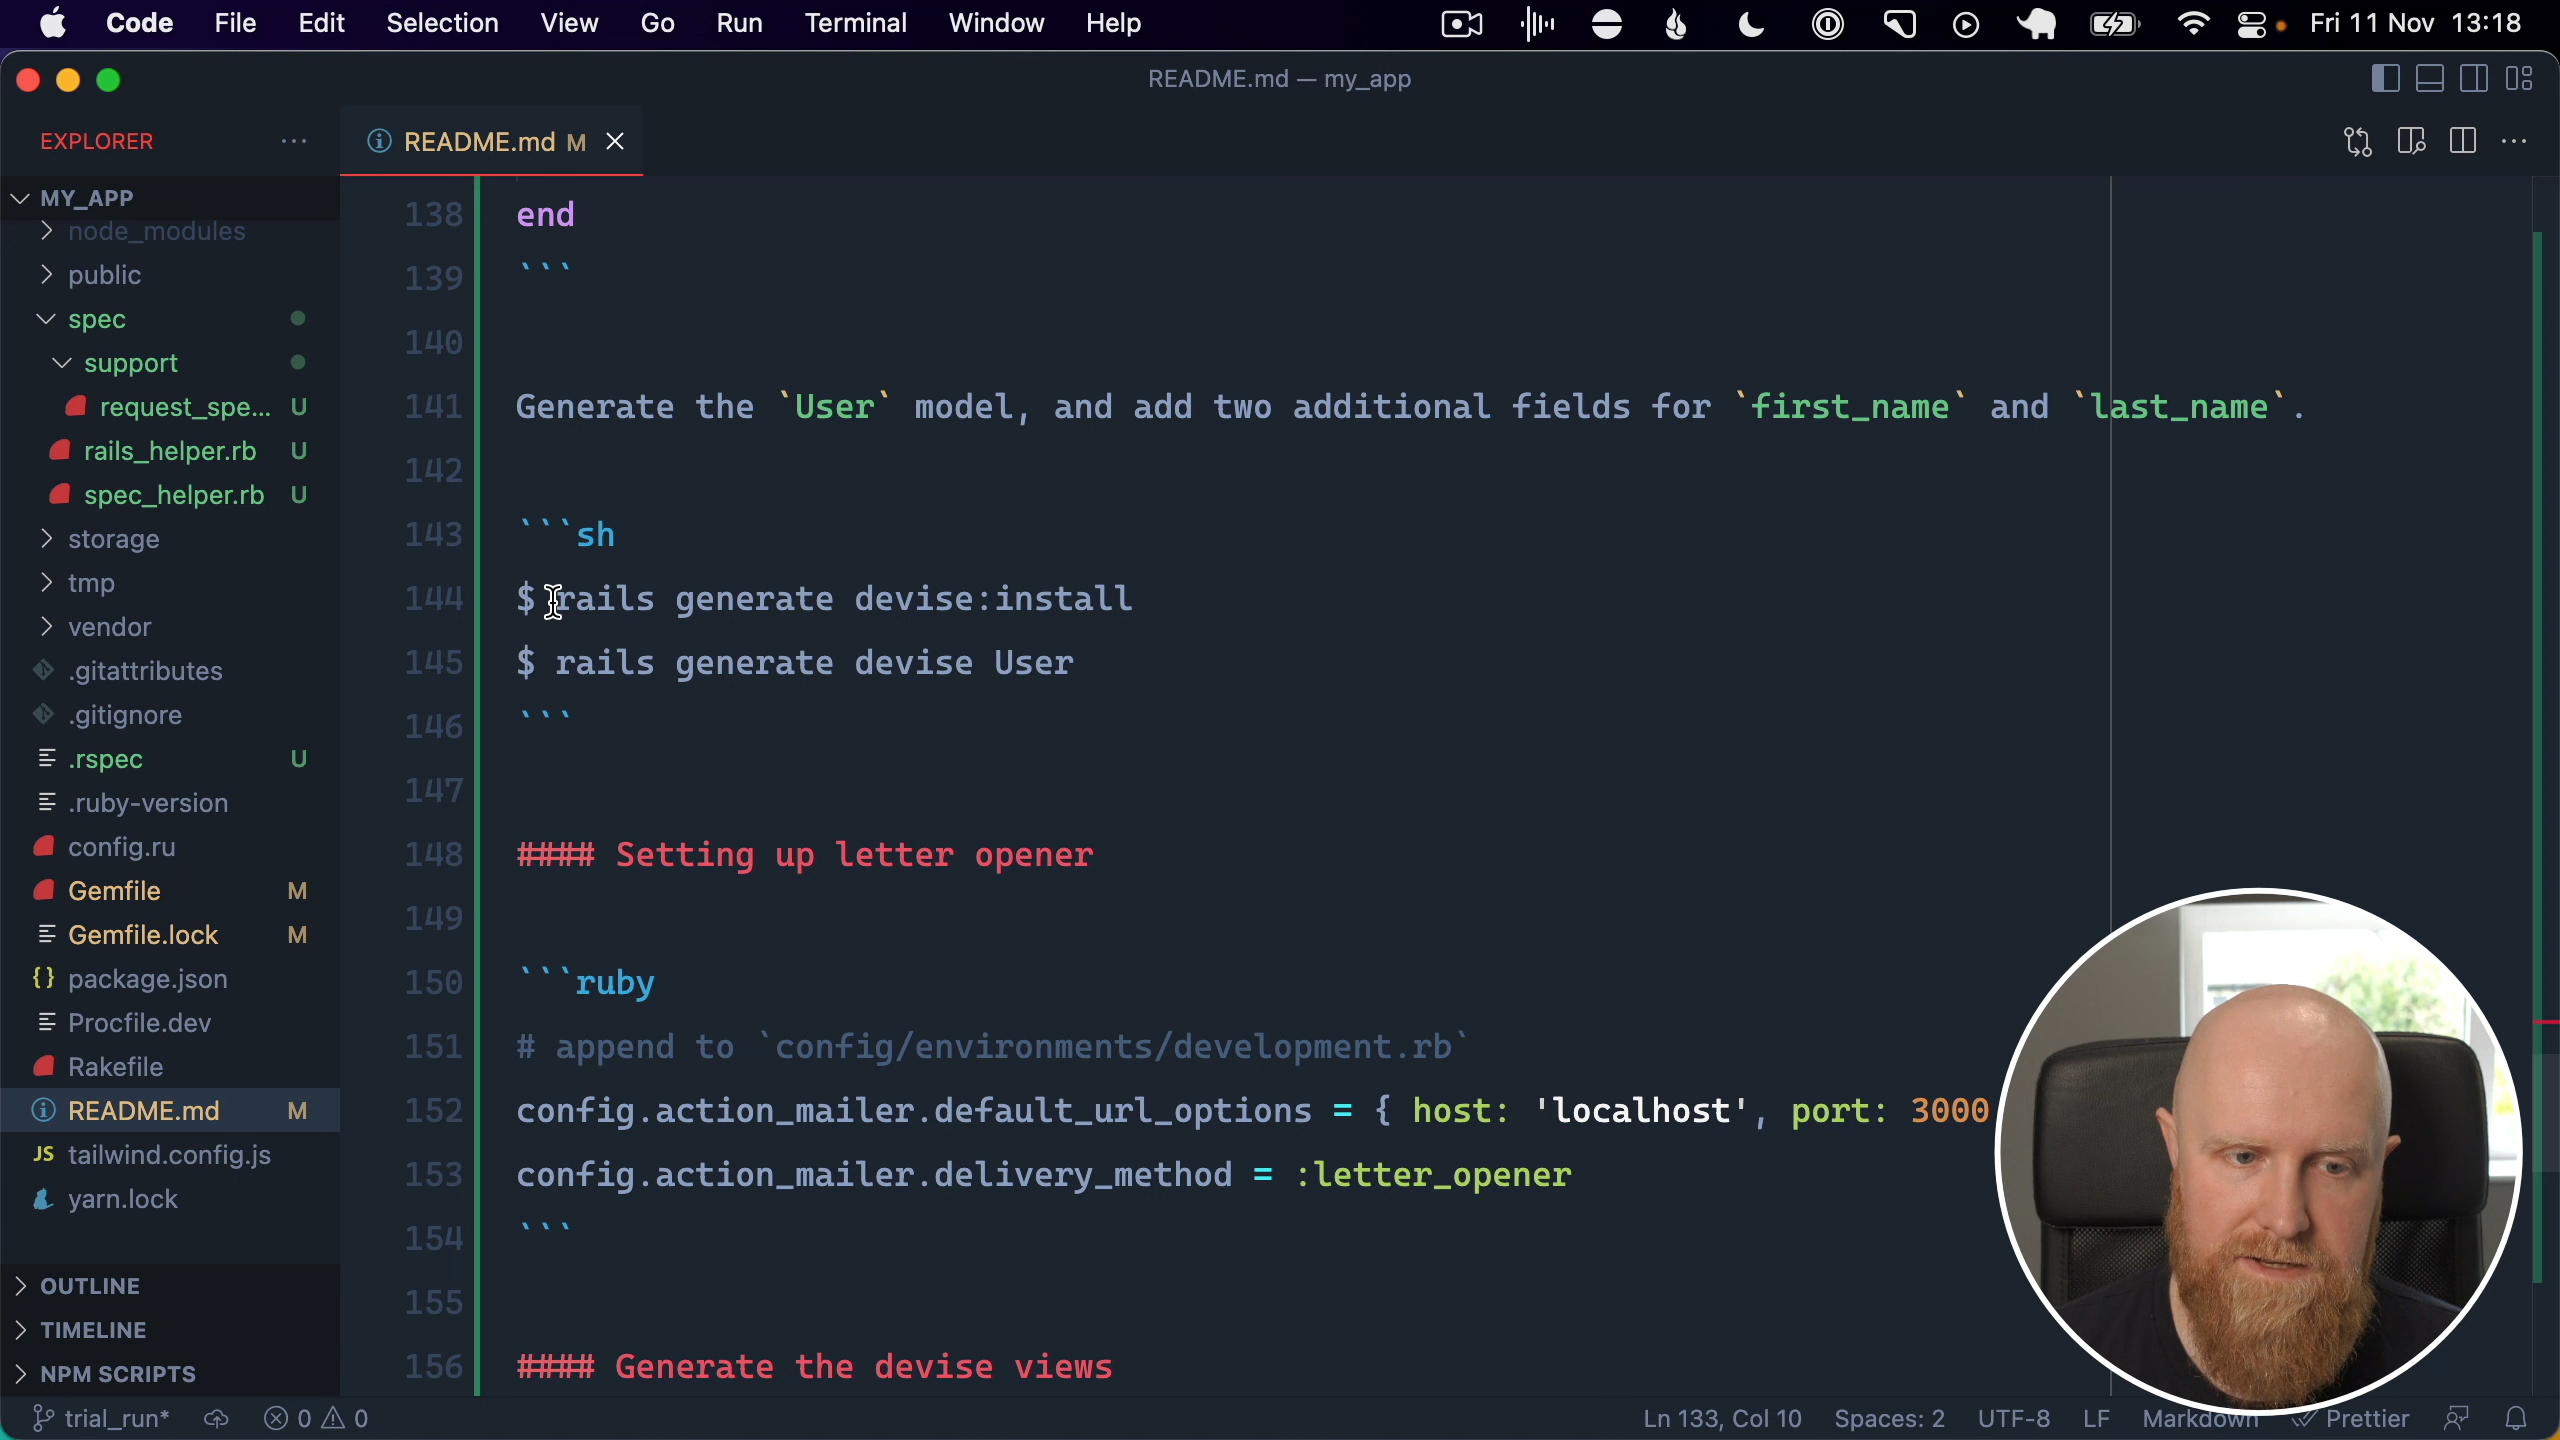 Code File Edit Selection View Go Run Terminal Window Help Fri 11 Nov 13:18
README.md — my_app
EXPLORER
README.md M
MY_APP
node_modules
public
spec
support
request_spe... U
rails_helper.rb U
spec_helper.rb U
storage
tmp
vendor
.gitattributes
.gitignore
.rspec U
.ruby-version
config.ru
Gemfile M
Gemfile.lock M
{} package.json
Procfile.dev
Rakefile
README.md M
JS tailwind.config.js
yarn.lock
OUTLINE
TIMELINE
NPM SCRIPTS
138 end
139 ```
140
141 Generate the `User` model, and add two additional fields for `first_name` and `last_name`.
142
143 ```sh
144 $ rails generate devise:install
145 $ rails generate devise User
146 ```
147
148 #### Setting up letter opener
149
150 ```ruby
151 # append to `config/environments/development.rb`
152 config.action_mailer.default_url_options = { host: 'localhost', port: 3000
153 config.action_mailer.delivery_method = :letter_opener
154 ```
155
156 #### Generate the devise views
trial_run* 0 0 Ln 133, Col 10 Spaces: 2 UTF-8 LF Markdown Prettier